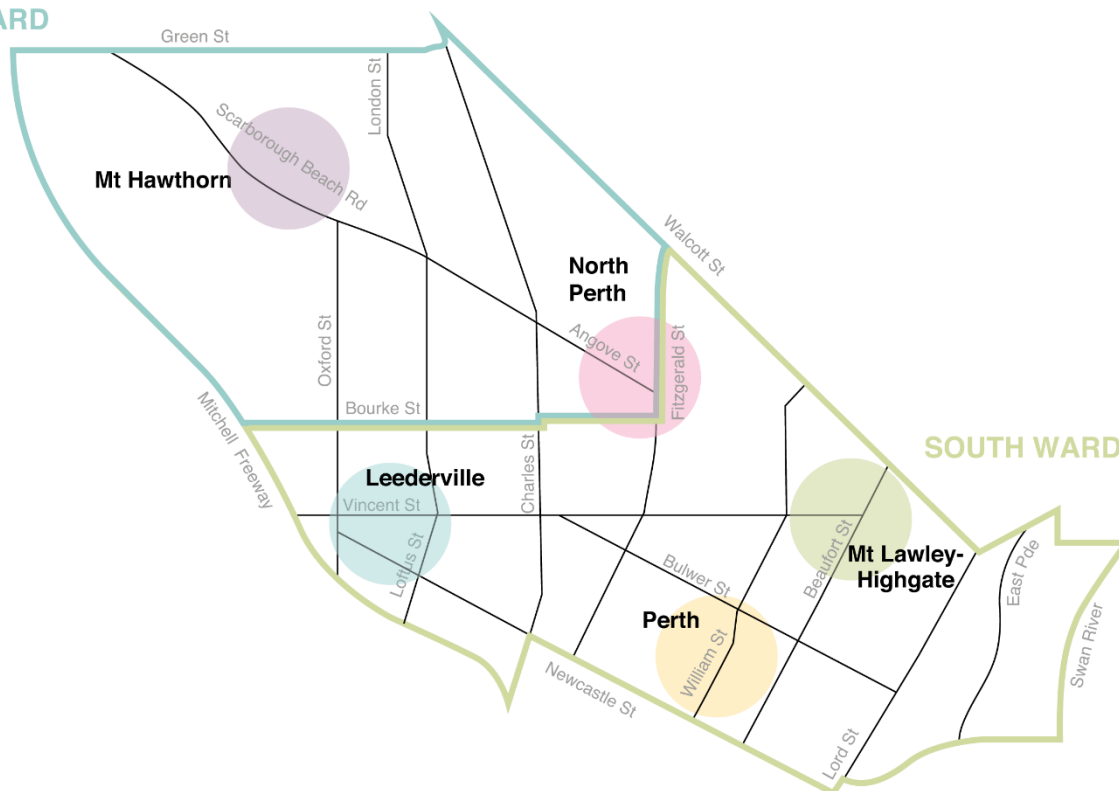 ARD
Green St
London St
Scarborough Beach Rd
Mt Hawthorn
Walcott St
North
Perth
Oxford St
Angove St
Fitzgerald St
Bourke St
Mitchell Freeway
Charles St
SOUTH WARD
Leederville
Vincent St
Loftus St
Beaufort St
Mt Lawley-
Highgate
Bulwer St
East Pde
Perth
William St
Swan River
Newcastle St
Lord St